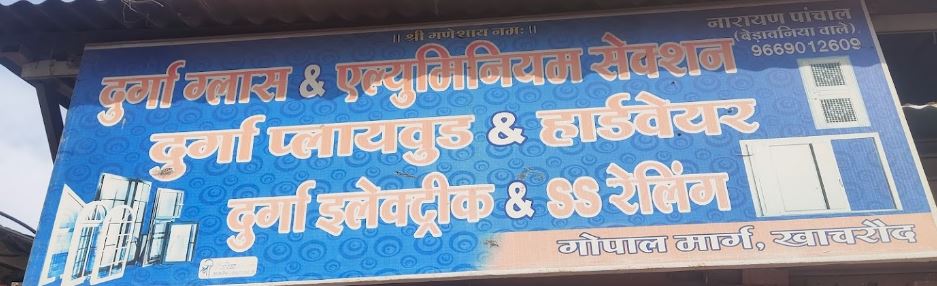 ॥ श्री गणेशाय नमः ॥
नारायण पांचाल
(बेड़ावनिया वाले)
9669012609
दुर्गा ग्लास & एल्युमिनियम सेक्शन
दुर्गा प्लायवुड & हार्डवेयर
दुर्गा इलेक्ट्रीक & SS रेलिंग
गोपाल मार्ग, खाचरौद